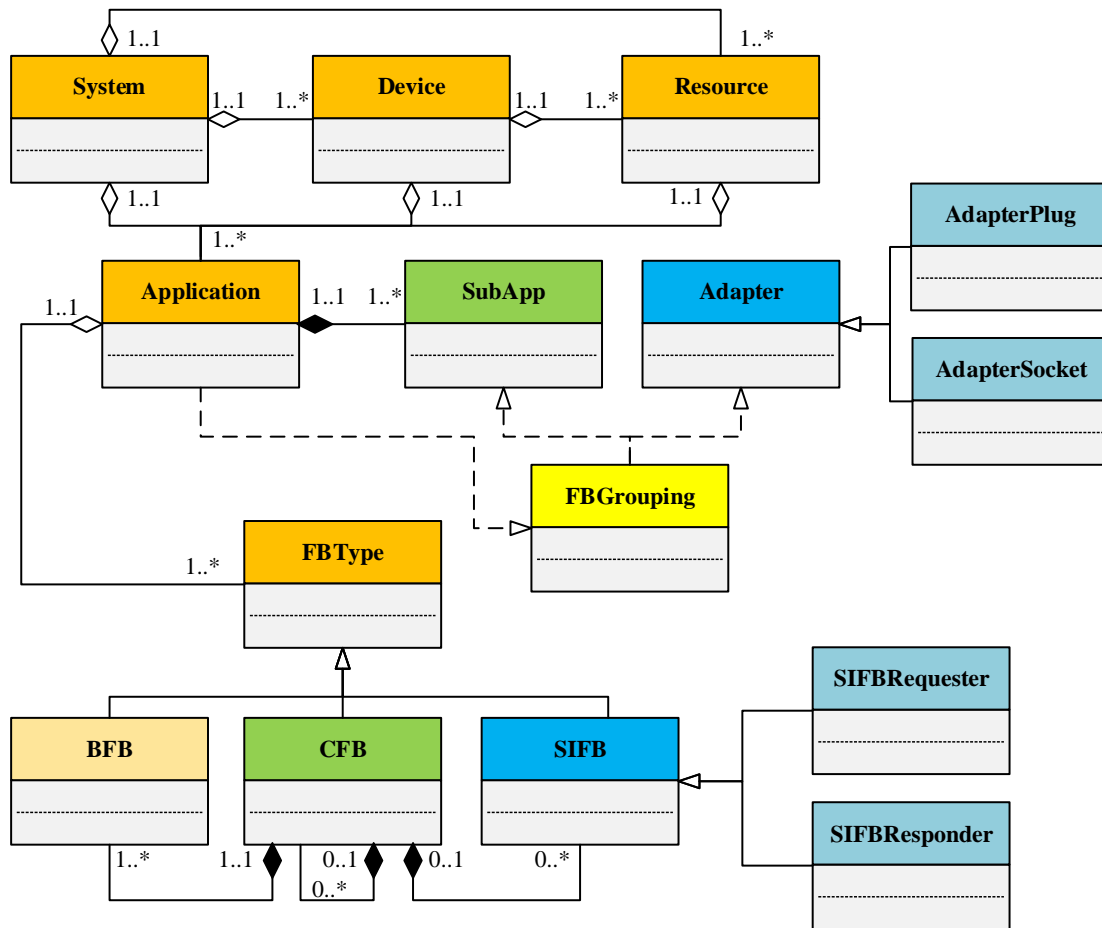 1..1
1..*
System
Device
Resource
1..1
1..*
1..1
1..*
1..1
1..1
1..1
AdapterPlug
1..*
Application
SubApp
Adapter
1..1
1..1
1..*
AdapterSocket
FBGrouping
FBType
1..*
SIFBRequester
BFB
CFB
SIFB
SIFBResponder
1..*
1..1
0..1
0..1
0..*
0..*